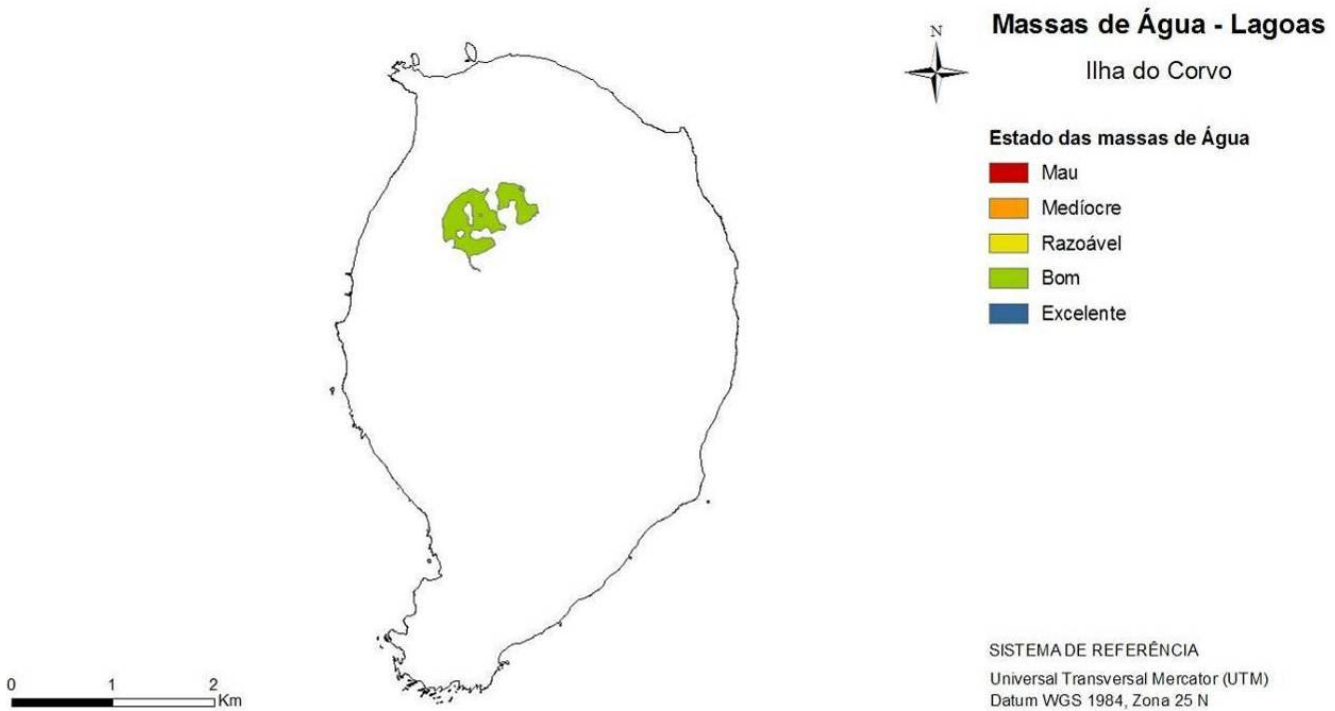 Massas de Água - Lagoas
Ilha do Corvo
N
Estado das massas de Água
Mau
Medíocre
Razoável
Bom
Excelente
0 1 2
Km
SISTEMA DE REFERÊNCIA
Universal Transversal Mercator (UTM)
Datum WGS 1984, Zona 25 N